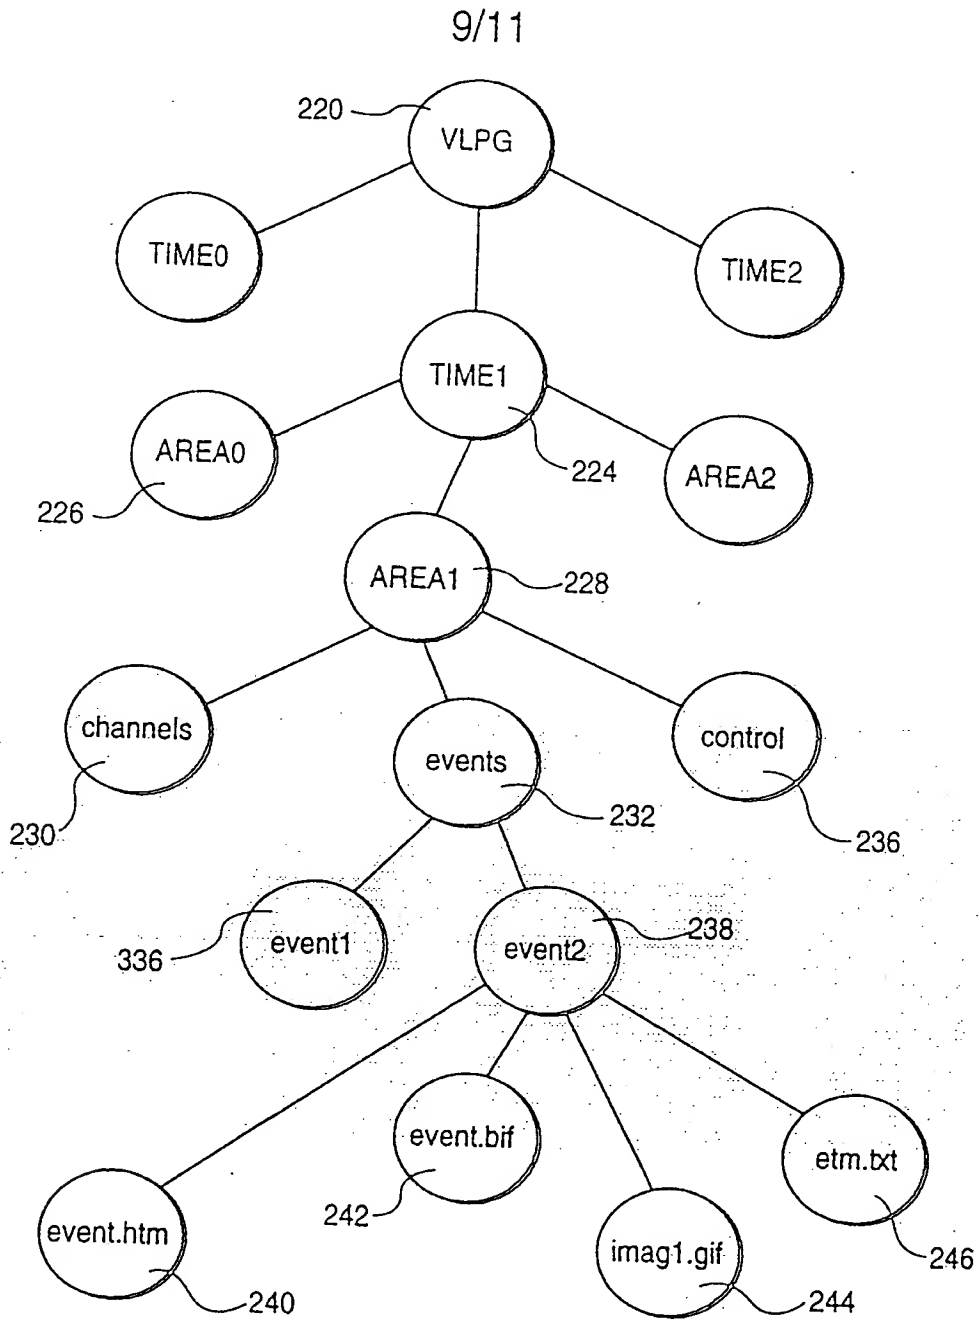 9/11
220
VLPG
TIME0
TIME2
TIME1
AREA0
224
AREA2
226
AREA1
228
channels
events
control
230
232
236
event1
event2
238
336
event.bif
etm.txt
242
event.htm
imag1.gif
246
240
244